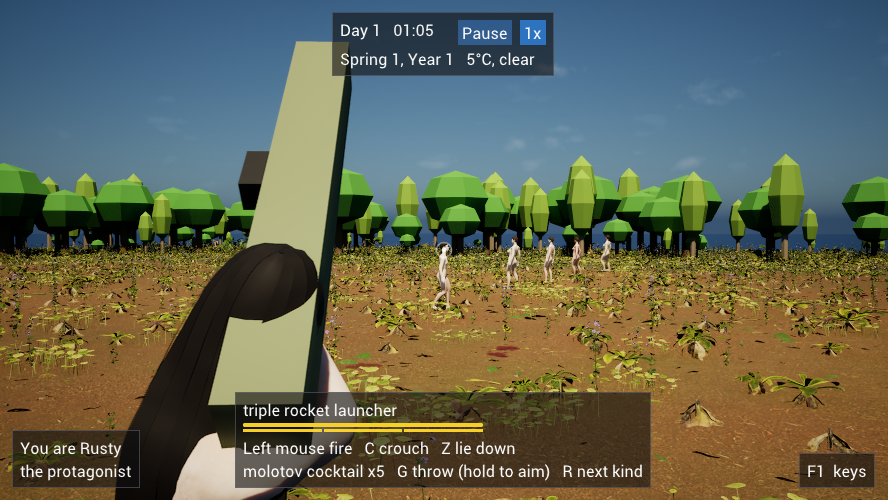 Day 1 01:05 Pause 1x
Spring 1, Year 1 5°C, clear
triple rocket launcher
Left mouse fire C crouch Z lie down
molotov cocktail x5 G throw (hold to aim) R next kind
You are Rusty
the protagonist
F1 keys